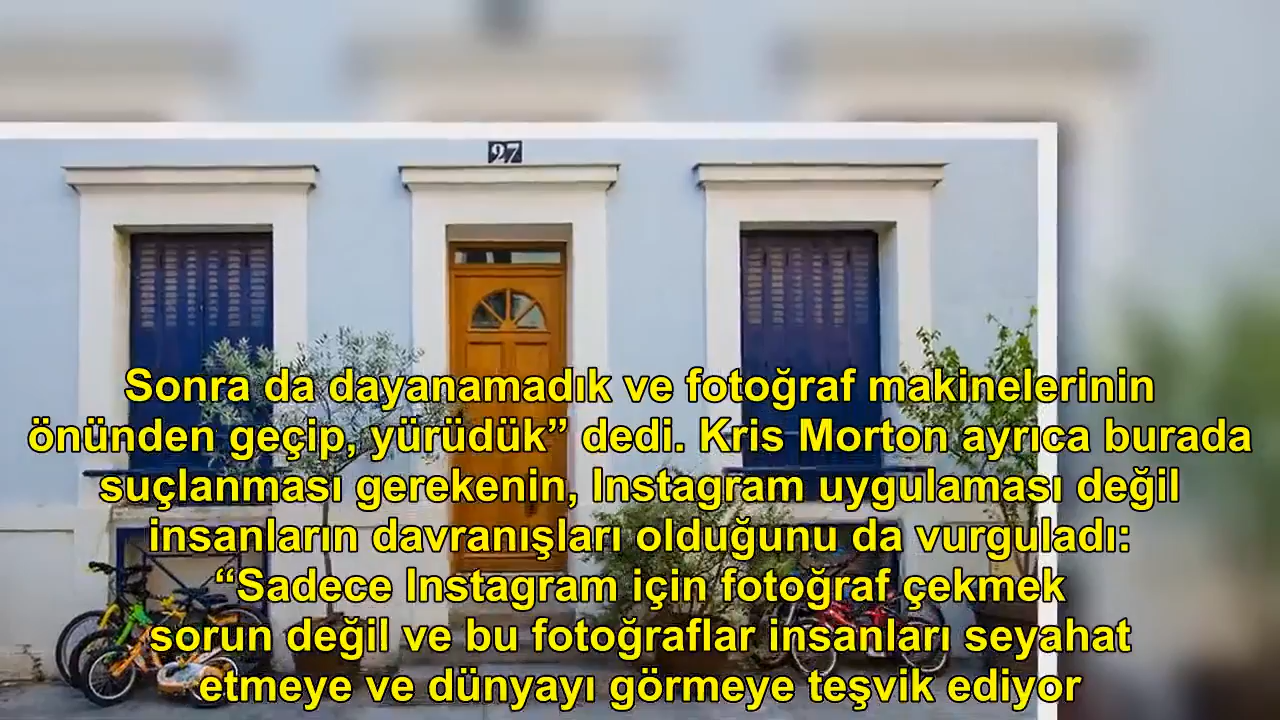 27
Sonra da dayanamadık ve fotoğraf makinelerinin
önünden geçip, yürüdük” dedi. Kris Morton ayrıca burada
suçlanması gerekenin, Instagram uygulaması değil
insanların davranışları olduğunu da vurguladı:
“Sadece Instagram için fotoğraf çekmek
sorun değil ve bu fotoğraflar insanları seyahat
etmeye ve dünyayı görmeye teşvik ediyor